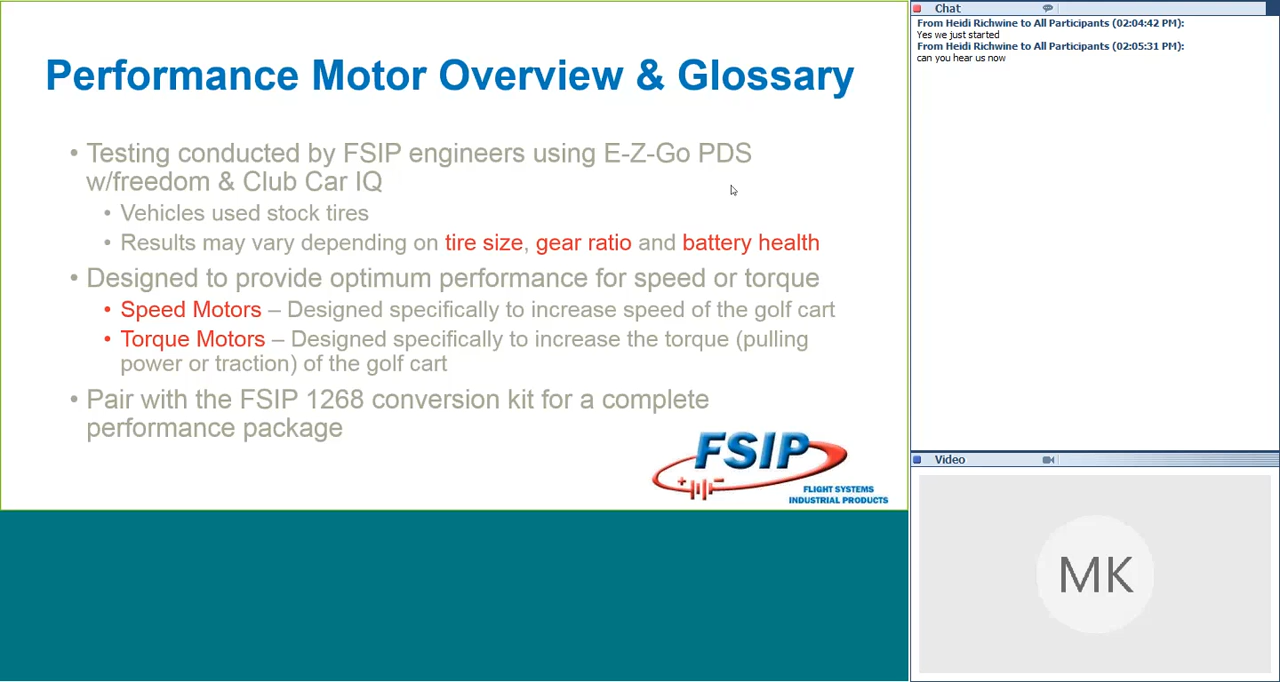 Performance Motor Overview & Glossary
• Testing conducted by FSIP engineers using E-Z-Go PDS
w/freedom & Club Car IQ
• Vehicles used stock tires
• Results may vary depending on tire size, gear ratio and battery health
• Designed to provide optimum performance for speed or torque
• Speed Motors – Designed specifically to increase speed of the golf cart
• Torque Motors – Designed specifically to increase the torque (pulling
power or traction) of the golf cart
• Pair with the FSIP 1268 conversion kit for a complete
performance package
FSIP
FLIGHT SYSTEMS
INDUSTRIAL PRODUCTS
Chat
From Heidi Richwine to All Participants (02:04:42 PM):
Yes we just started
From Heidi Richwine to All Participants (02:05:31 PM):
can you hear us now
Video
MK